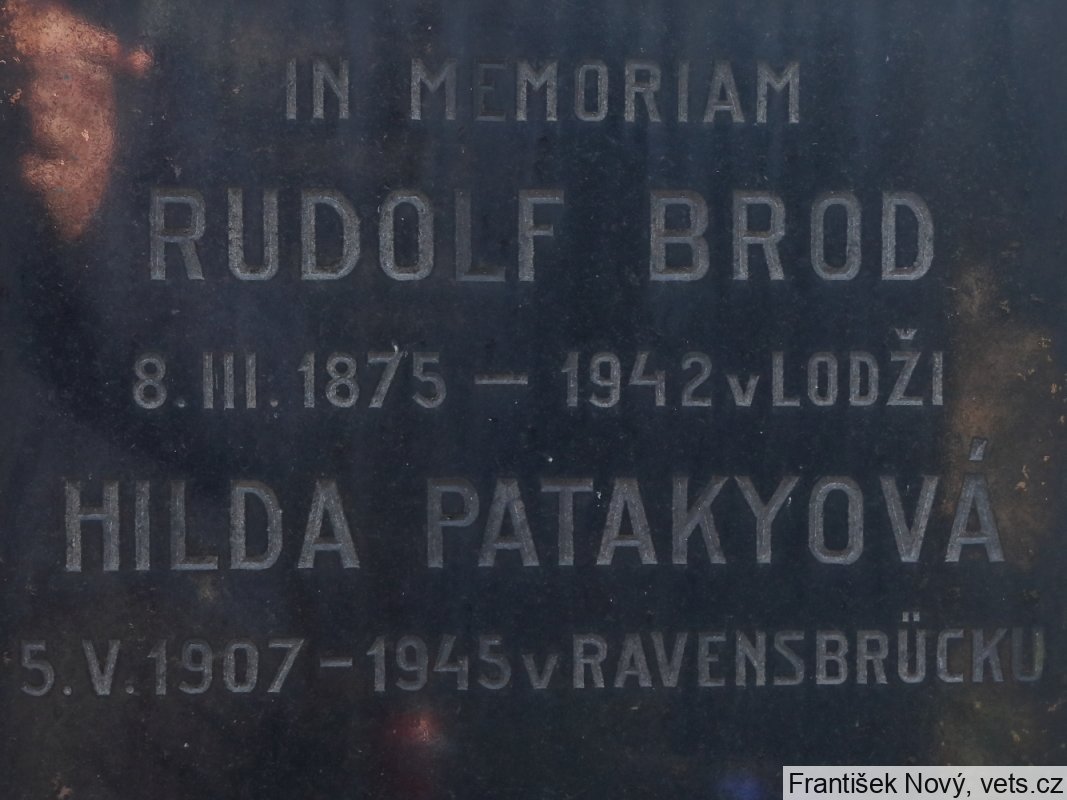 IN MEMORIAM
RUDOLF BROD
8. III. 1875 – 1942 v LODŽI
HILDA PATAKYOVÁ
5. V. 1907 – 1945 v RAVENSBRÜCKU
František Nový, vets.cz